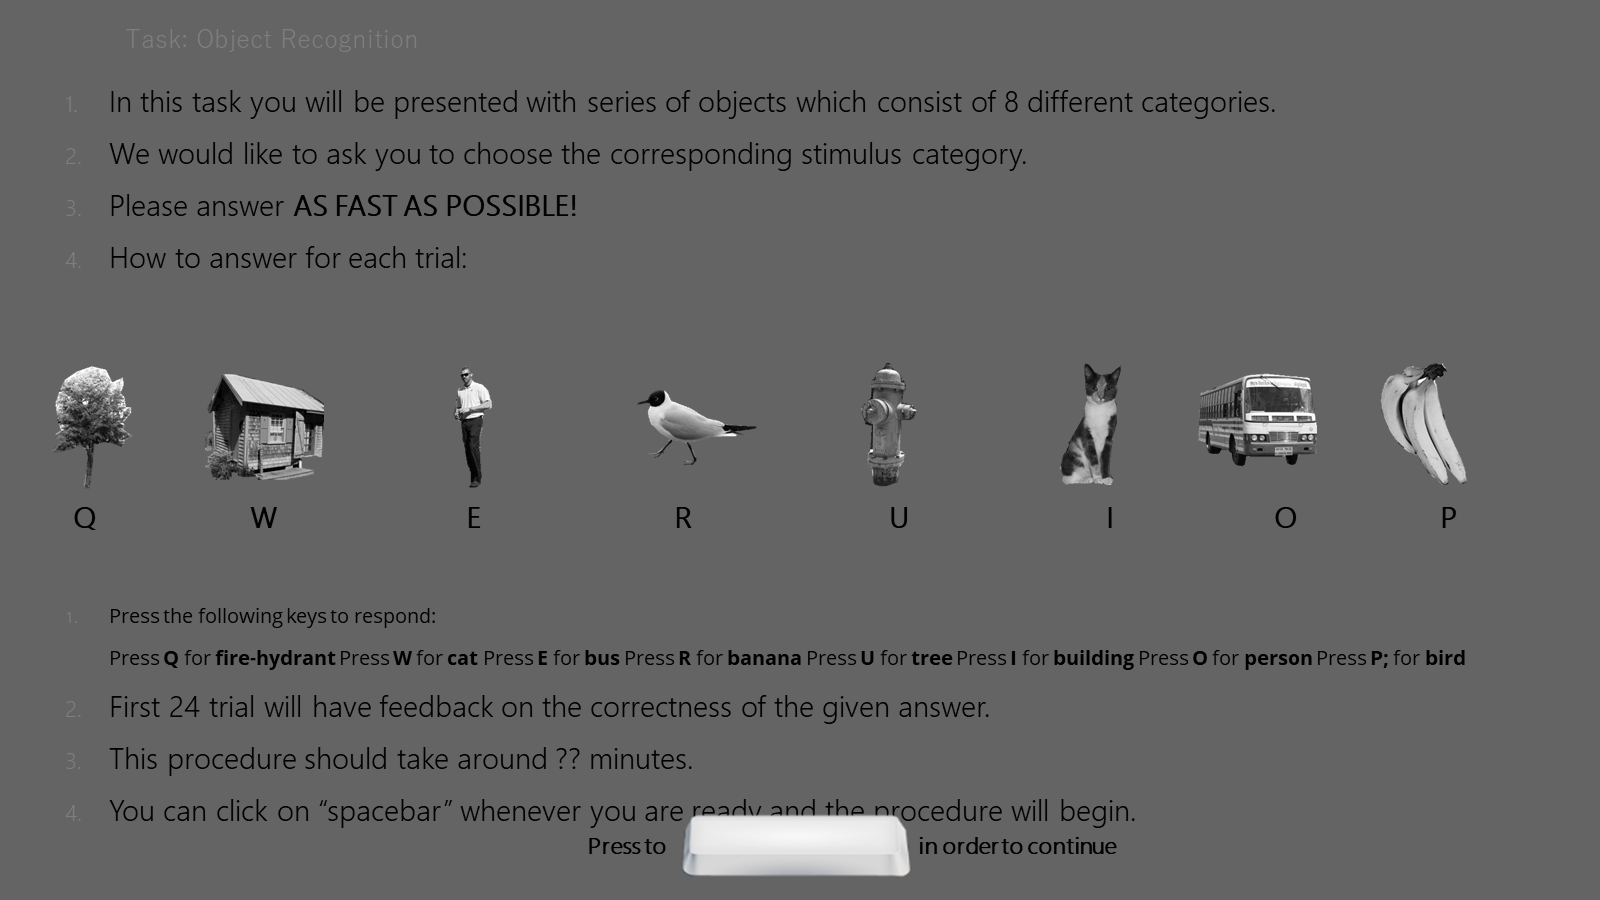 Task: Object Recognition
1. In this task you will be presented with series of objects which consist of 8 different categories.
2. We would like to ask you to choose the corresponding stimulus category.
3. Please answer AS FAST AS POSSIBLE!
4. How to answer for each trial:
Q W E R U I O P
1. Press the following keys to respond:
Press Q for fire-hydrant Press W for cat Press E for bus Press R for banana Press U for tree Press I for building Press O for person Press P; for bird
2. First 24 trial will have feedback on the correctness of the given answer.
3. This procedure should take around ?? minutes.
4. You can click on “spacebar” whenever you are ready and the procedure will begin.
Press to in order to continue